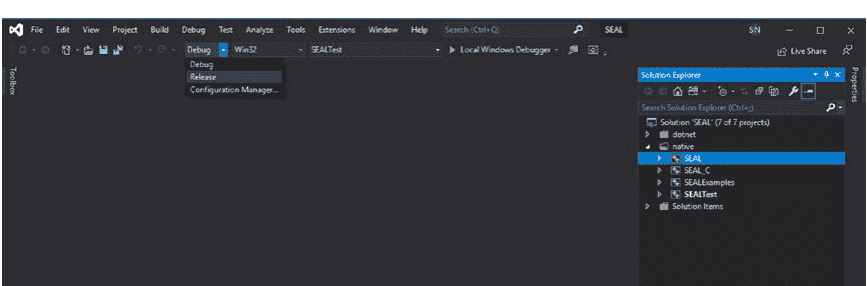 File Edit View Project Build Debug Test Analyze Tools Extensions Window Help Search (Ctrl+Q) SEAL SN
Debug Win32 SEALTest Local Windows Debugger Live Share
Debug
Release
Configuration Manager...
Toolbox
Solution Explorer
Search Solution Explorer (Ctrl+;)
Solution 'SEAL' (7 of 7 projects)
dotnet
native
SEAL
SEAL_C
SEALExamples
SEALTest
Solution Items
Properties